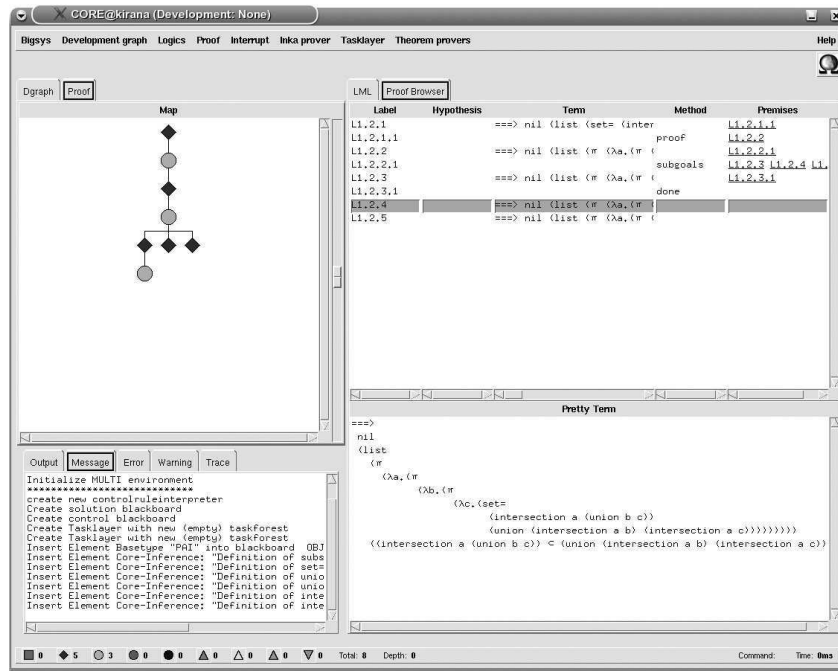 CORE@kirana (Development: None)
Bigsys Development graph Logics Proof Interrupt Inka prover Tasklayer Theorem provers Help
Ω
Dgraph Proof
Map
LML Proof Browser
Label Hypothesis Term Method Premises
L1.2.1 ===) nil (list (set= (inter L1.2.1.1
L1.2.1.1 proof L1.2.2
L1.2.2 ===) nil (list (π (λa.(π ( L1.2.2.1
L1.2.2.1 subgoals L1.2.3 L1.2.4 L1.
L1.2.3 ===) nil (list (π (λa.(π ( L1.2.3.1
L1.2.3.1 done
L1.2.4 ===) nil (list (π (λa.(π (
L1.2.5 ===) nil (list (π (λa.(π (
Pretty Term
===>
nil
(list
(π
(λa.(π
(λb.(π
(λc.(set=
(intersection a (union b c))
(union (intersection a b) (intersection a c)))))))))
((intersection a (union b c)) ⊂ (union (intersection a b) (intersection a c))
Output Message Error Warning Trace
Initialize MULTI environment
****************************
create new controlruleinterpreter
Create solution blackboard
Create control blackboard
Create Tasklayer with new (empty) taskforest
Create Tasklayer with new (empty) taskforest
Insert Element Basetype "PAI" into blackboard OBJ
Insert Element Core-Inference: "Definition of subs
Insert Element Core-Inference: "Definition of set=
Insert Element Core-Inference: "Definition of unio
Insert Element Core-Inference: "Definition of unio
Insert Element Core-Inference: "Definition of inte
Insert Element Core-Inference: "Definition of inte
0 5 3 0 0 0 0 0 0 Total: 8 Depth: 0 Command: Time: 0ms